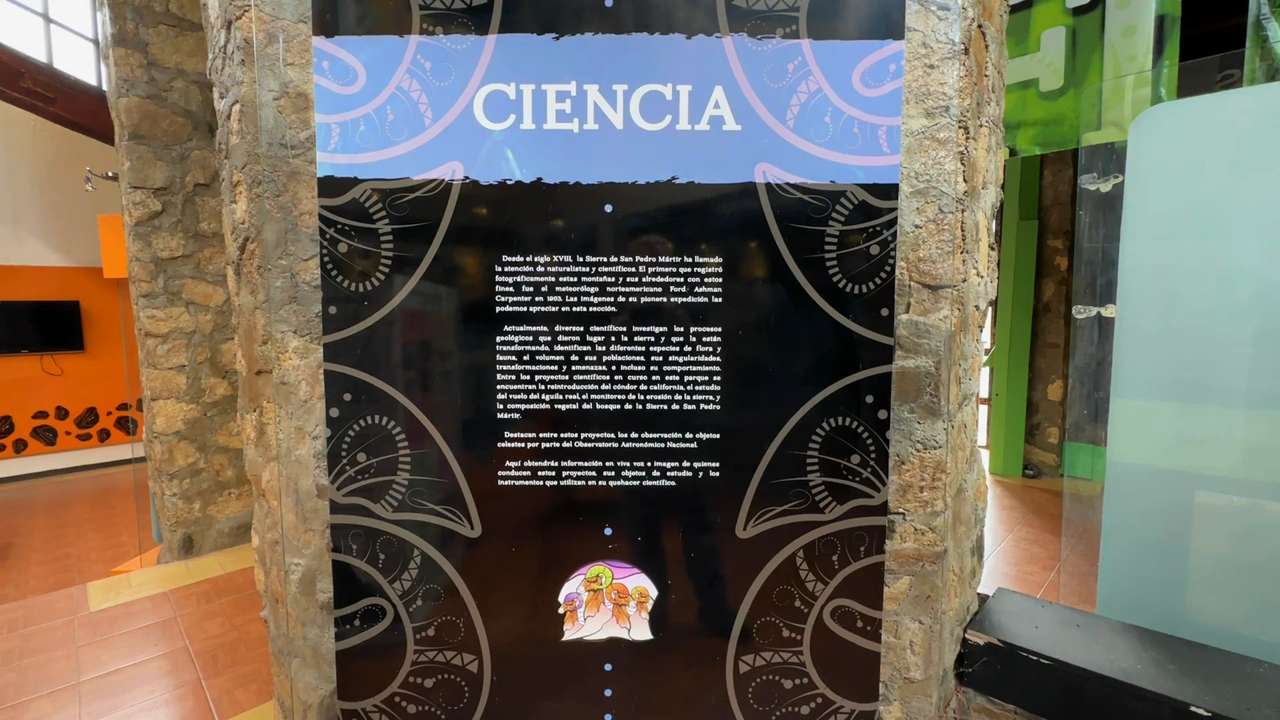 CIENCIA
Desde el siglo XVIII, la Sierra de San Pedro Mártir ha llamado
la atención de naturalistas y científicos. El primero que registró
fotográficamente estas montañas y sus alrededores con estos
fines, fue el meteorólogo norteamericano Ford Ashman
Carpenter en 1903. Las imágenes de su pionera expedición las
podemos apreciar en esta sección.
Actualmente, diversos científicos investigan los procesos
geológicos que dieron lugar a la sierra y que la están
transformando, identifican las diferentes especies de flora y
fauna, el volumen de sus poblaciones, sus singularidades,
transformaciones y amenazas, e incluso su comportamiento.
Entre los proyectos científicos en curso en este parque se
encuentran la reintroducción del cóndor de california, el estudio
del vuelo del águila real, el monitoreo de la erosión de la sierra, y
la composición vegetal del bosque de la Sierra de San Pedro
Mártir.
Destacan entre estos proyectos, los de observación de objetos
celestes por parte del Observatorio Astronómico Nacional.
Aquí obtendrás información en viva voz e imagen de quienes
conducen estos proyectos, sus objetos de estudio y los
instrumentos que utilizan en su quehacer científico.